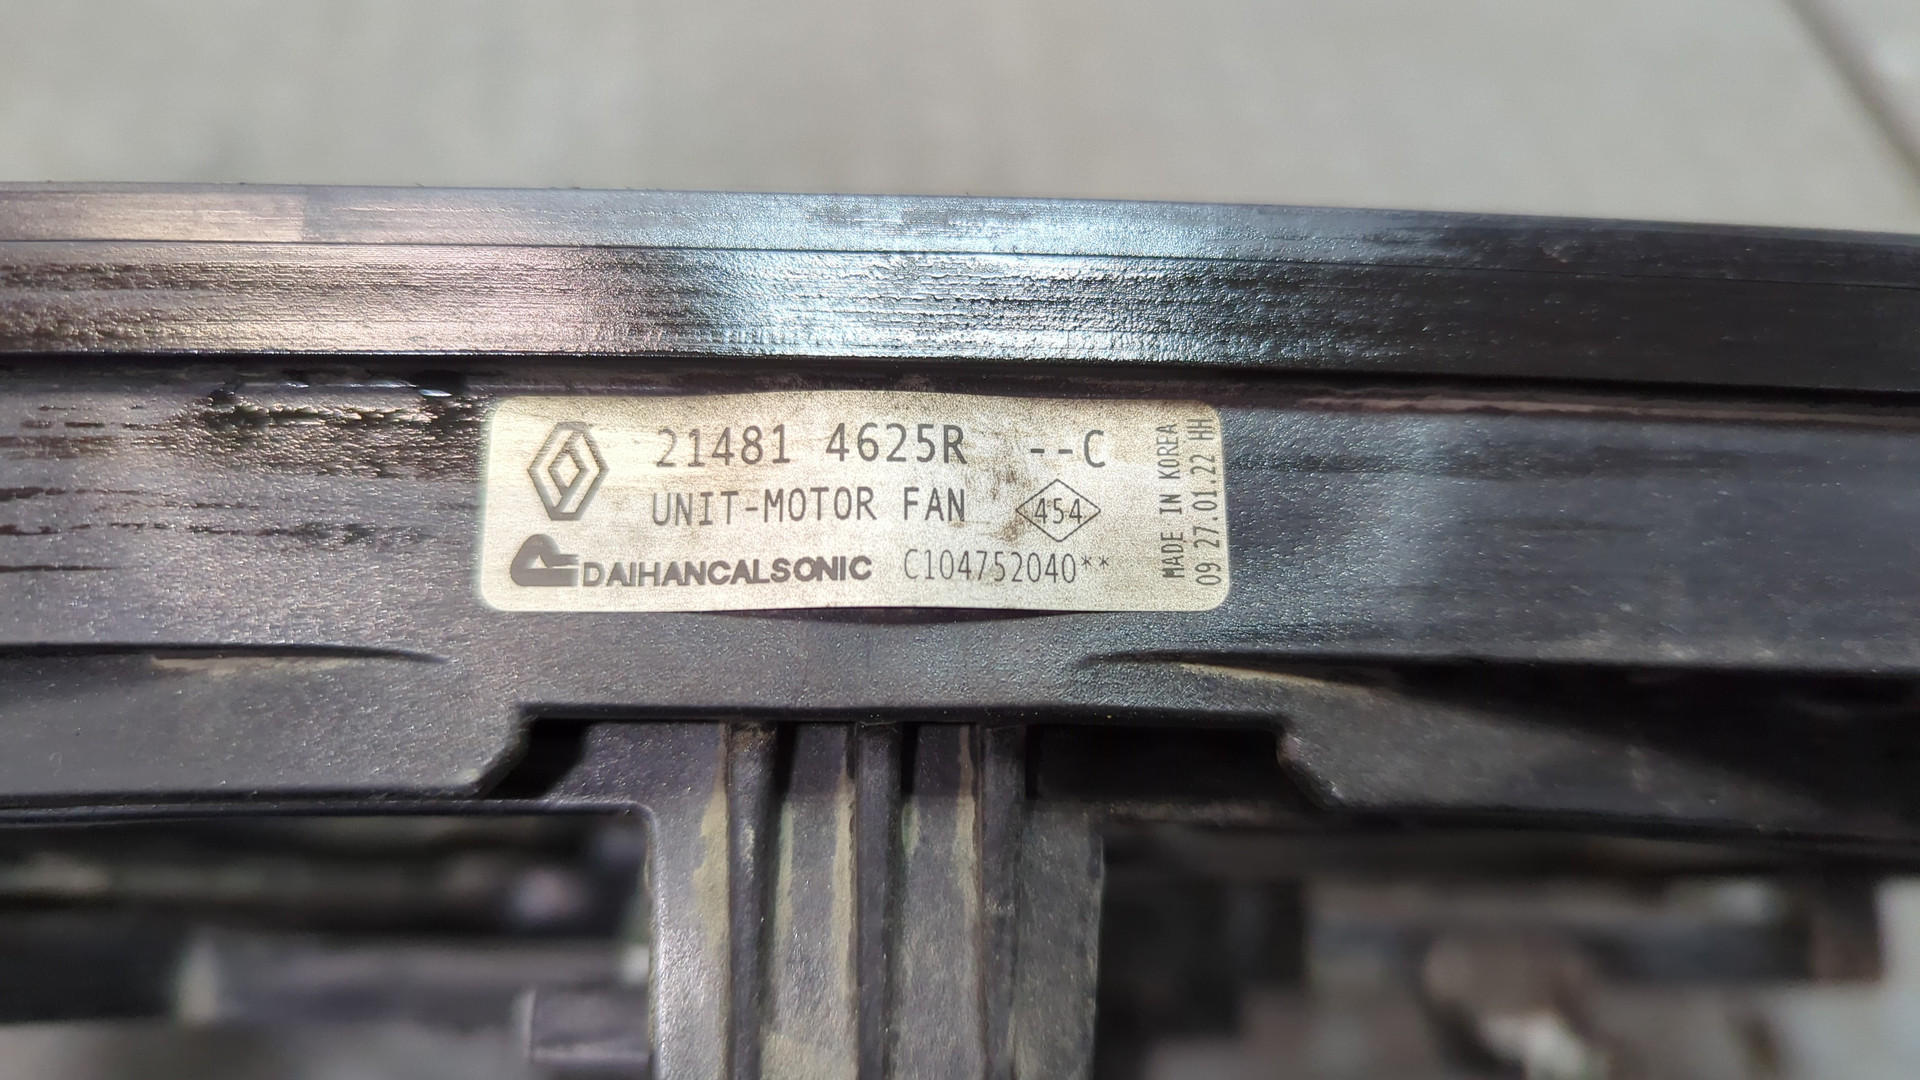 21481 4625R --C
UNIT-MOTOR FAN 454
DAIHANCALSONIC C104752040**
MADE IN KOREA
09.27.01.22 HH